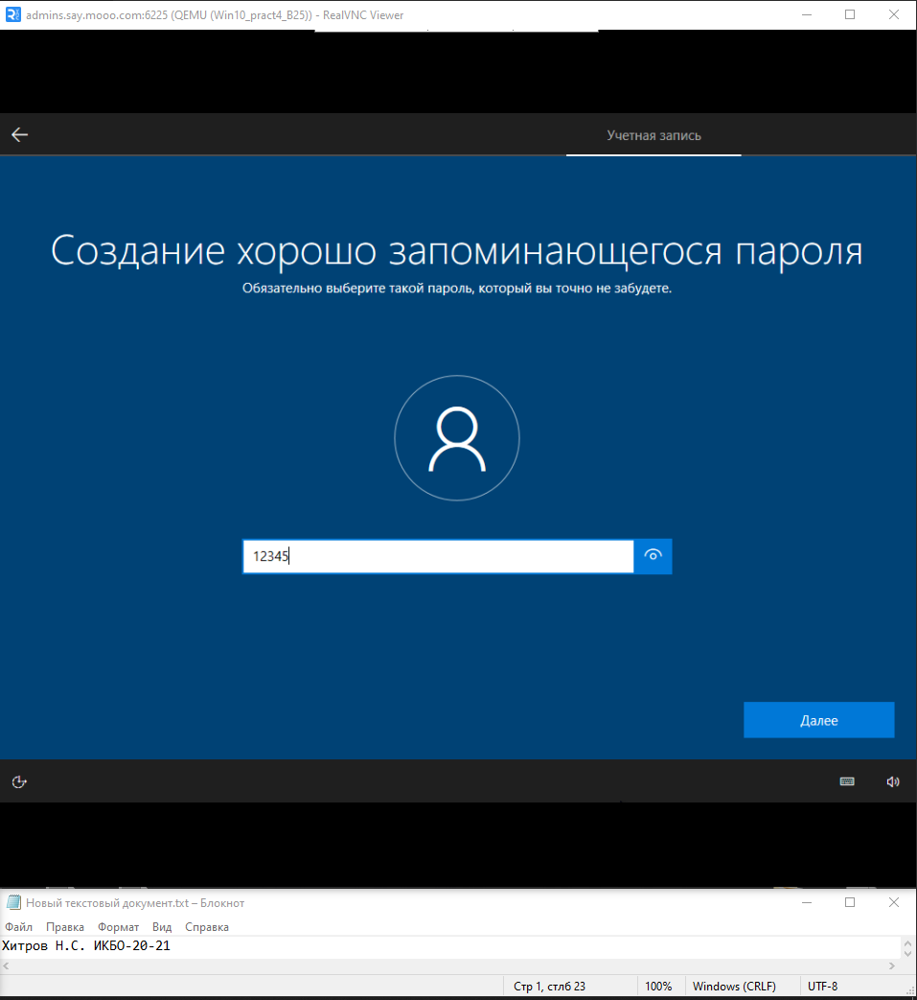 admins.say.mooo.com:6225 (QEMU (Win10_pract4_B25)) - RealVNC Viewer
Учетная запись
Создание хорошо запоминающегося пароля
Обязательно выберите такой пароль, который вы точно не забудете.
12345
Далее
Новый текстовый документ.txt – Блокнот
Файл Правка Формат Вид Справка
Хитров Н.С. ИКБО-20-21
Стр 1, стлб 23 100% Windows (CRLF) UTF-8